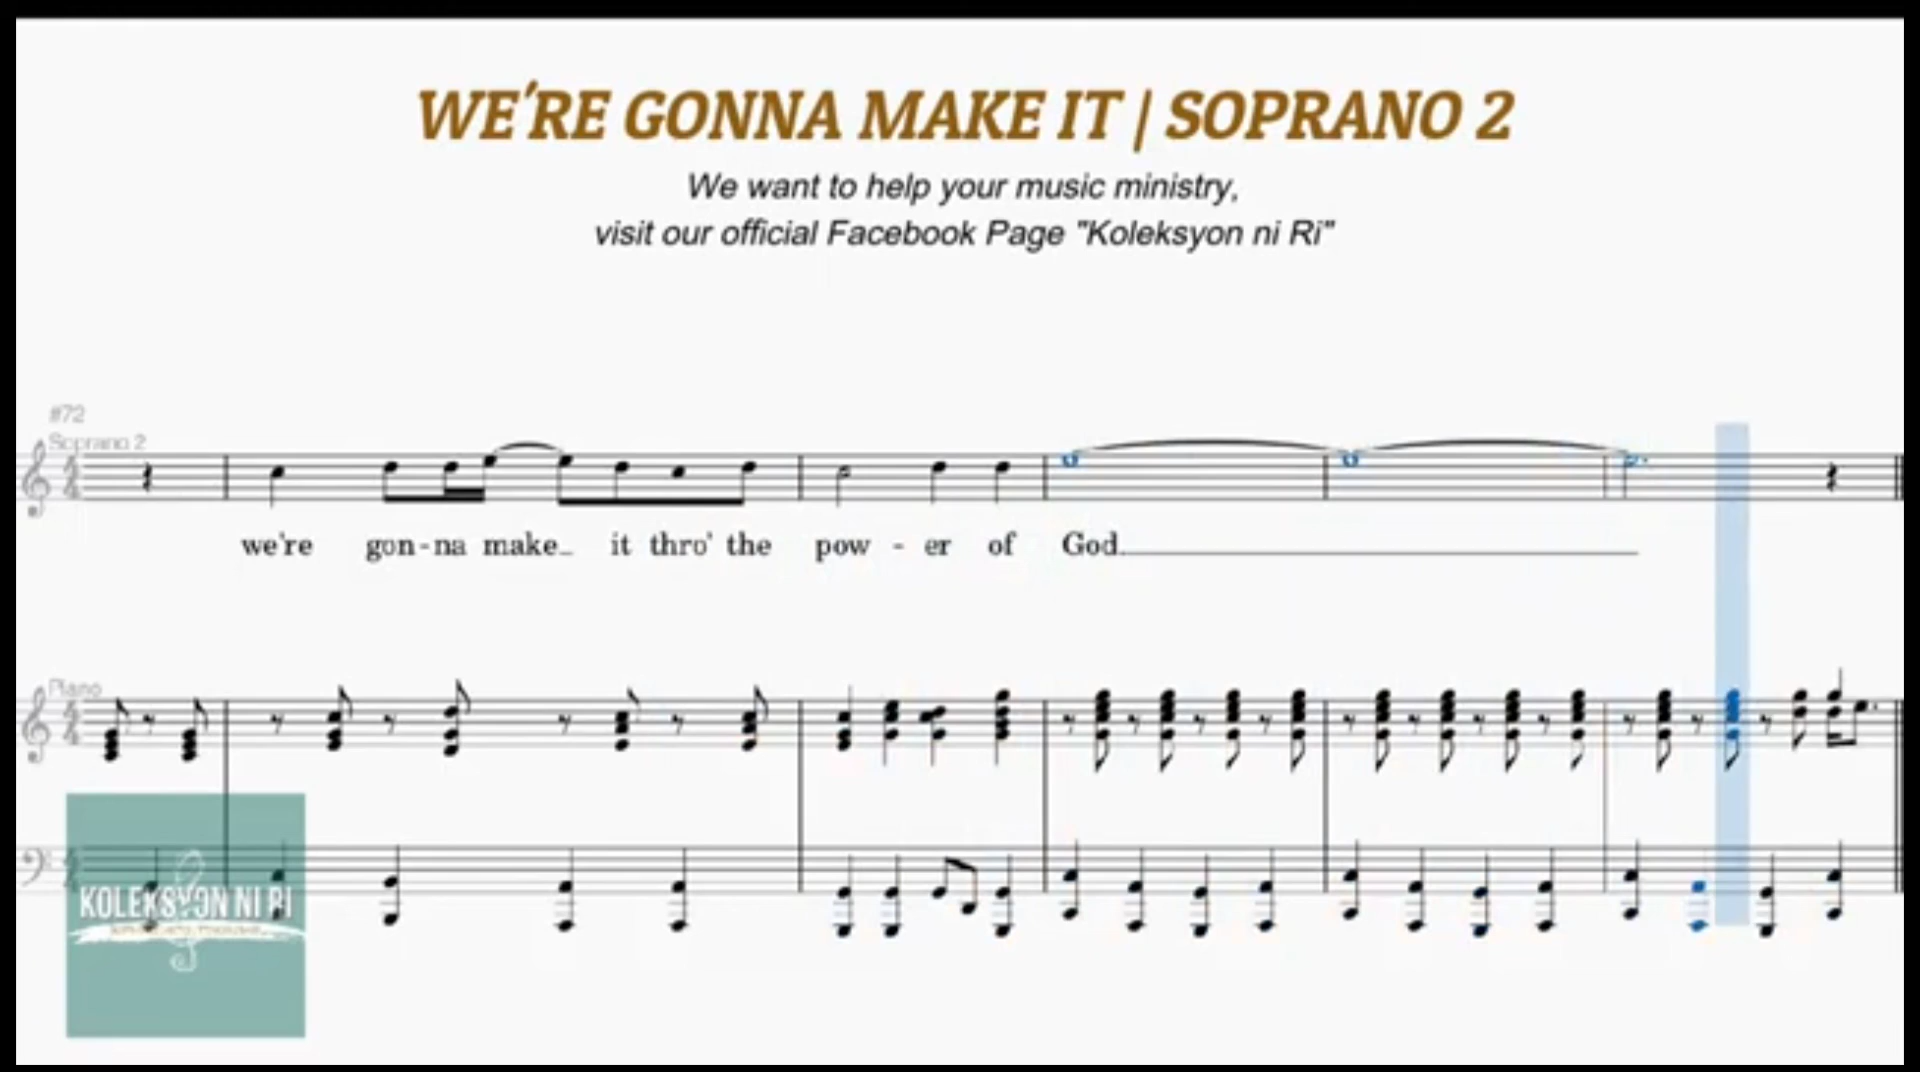 WE'RE GONNA MAKE IT | SOPRANO 2
We want to help your music ministry,
visit our official Facebook Page "Koleksyon ni Ri"
#72
Soprano 2
we're gon-na make_ it thro' the pow - er of God
Piano
KOLEKSYON NI RI